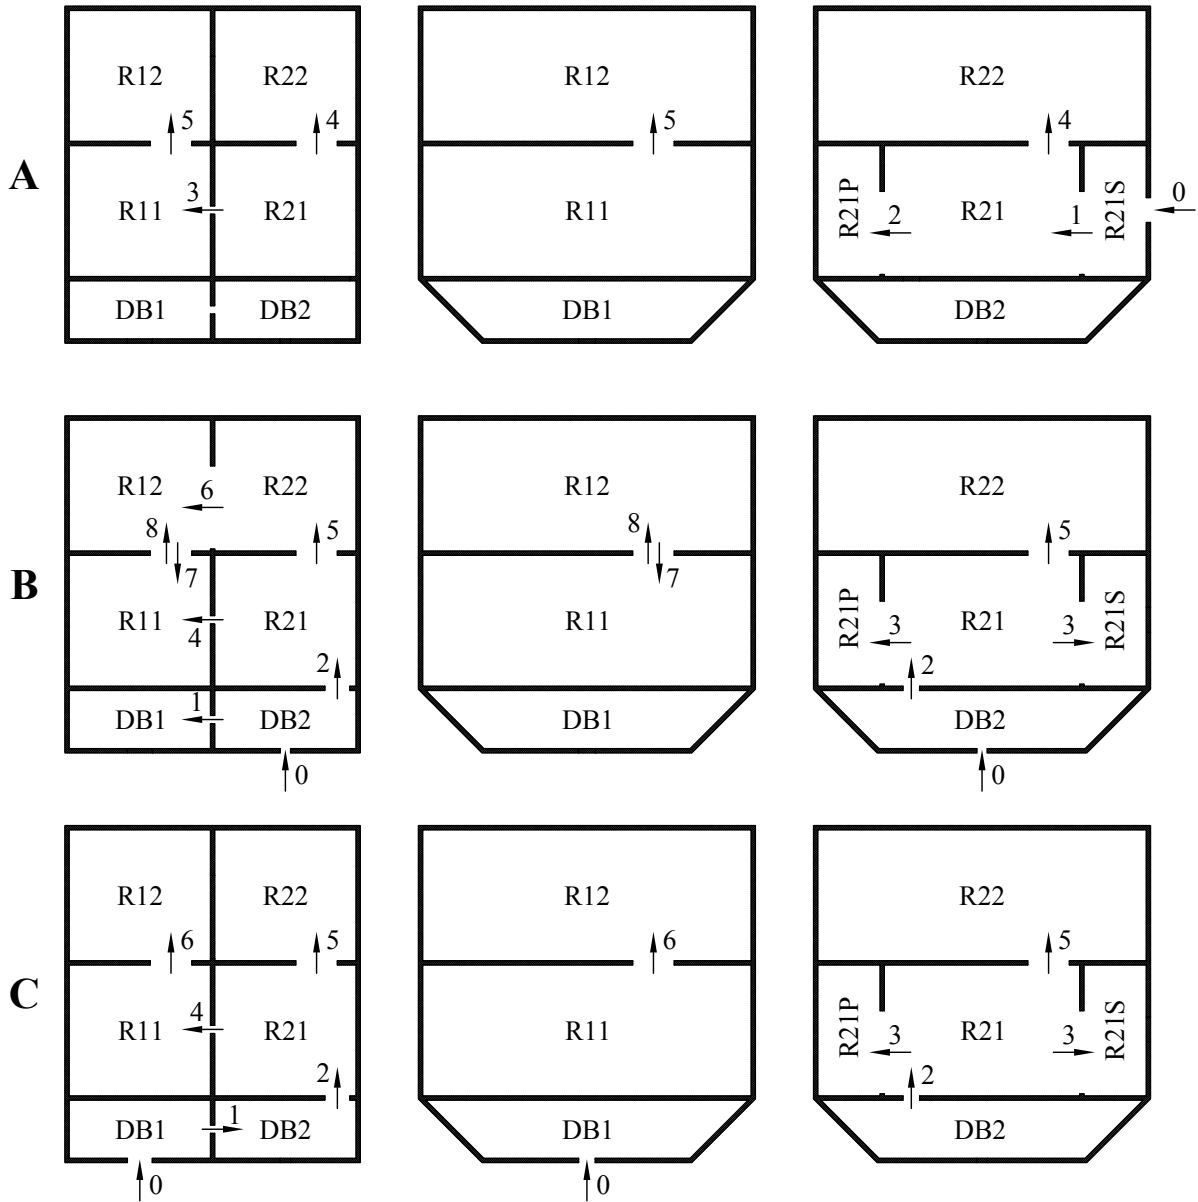 R12 R22 R12 R22
5 4 5 4
A
3 0
R11 R21 R11 R21P 2 R21 1 R21S
DB1 DB2 DB1 DB2
R12 6 R22 R12 R22
8 5 8 5
B 7 7
R11 R21 R11 R21P R21 R21S
4 3 3
2 2
1
DB1 DB2 DB1 DB2
0 0
R12 R22 R12 R22
6 5 6 5
C
4
R11 R21 R11 R21P R21 R21S
3 3
2 2
1
DB1 DB2 DB1 DB2
0 0